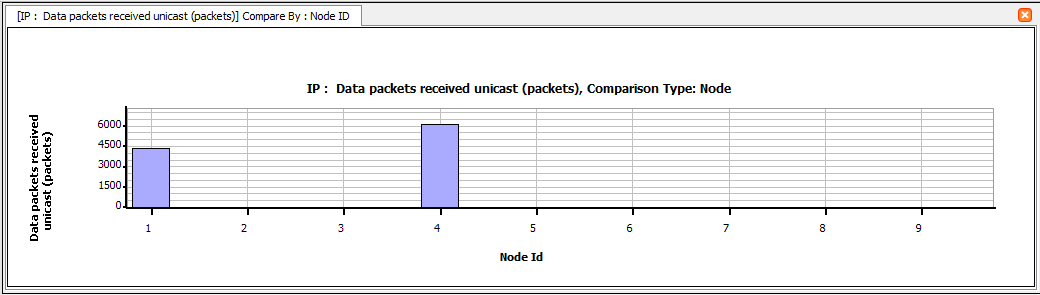 [IP :  Data packets received unicast (packets)] Compare By : Node ID
IP :  Data packets received unicast (packets), Comparison Type: Node
Data packets received
unicast (packets)
6000
4500
3000
1500
0
1 2 3 4 5 6 7 8 9
Node Id